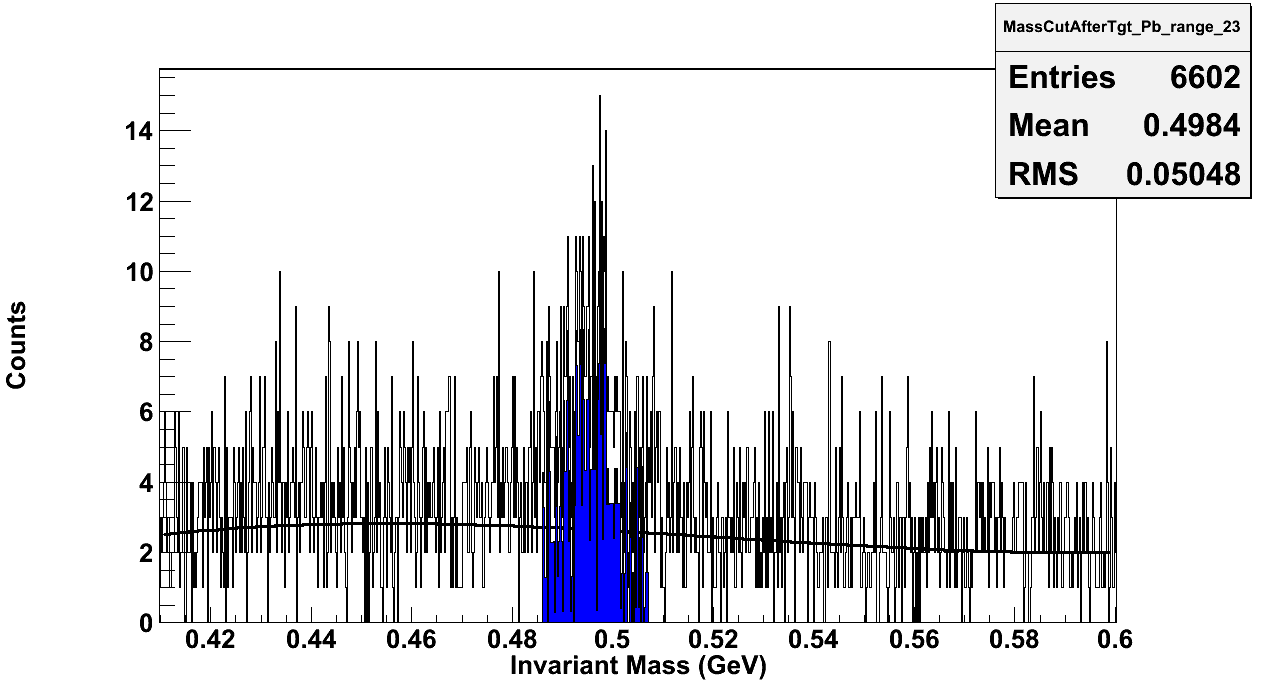 MassCutAfterTgt_Pb_range_23
Entries 6602
Mean 0.4984
RMS 0.05048
Counts
14
12
10
8
6
4
2
0
0.42 0.44 0.46 0.48 0.5 0.52 0.54 0.56 0.58 0.6
Invariant Mass (GeV)